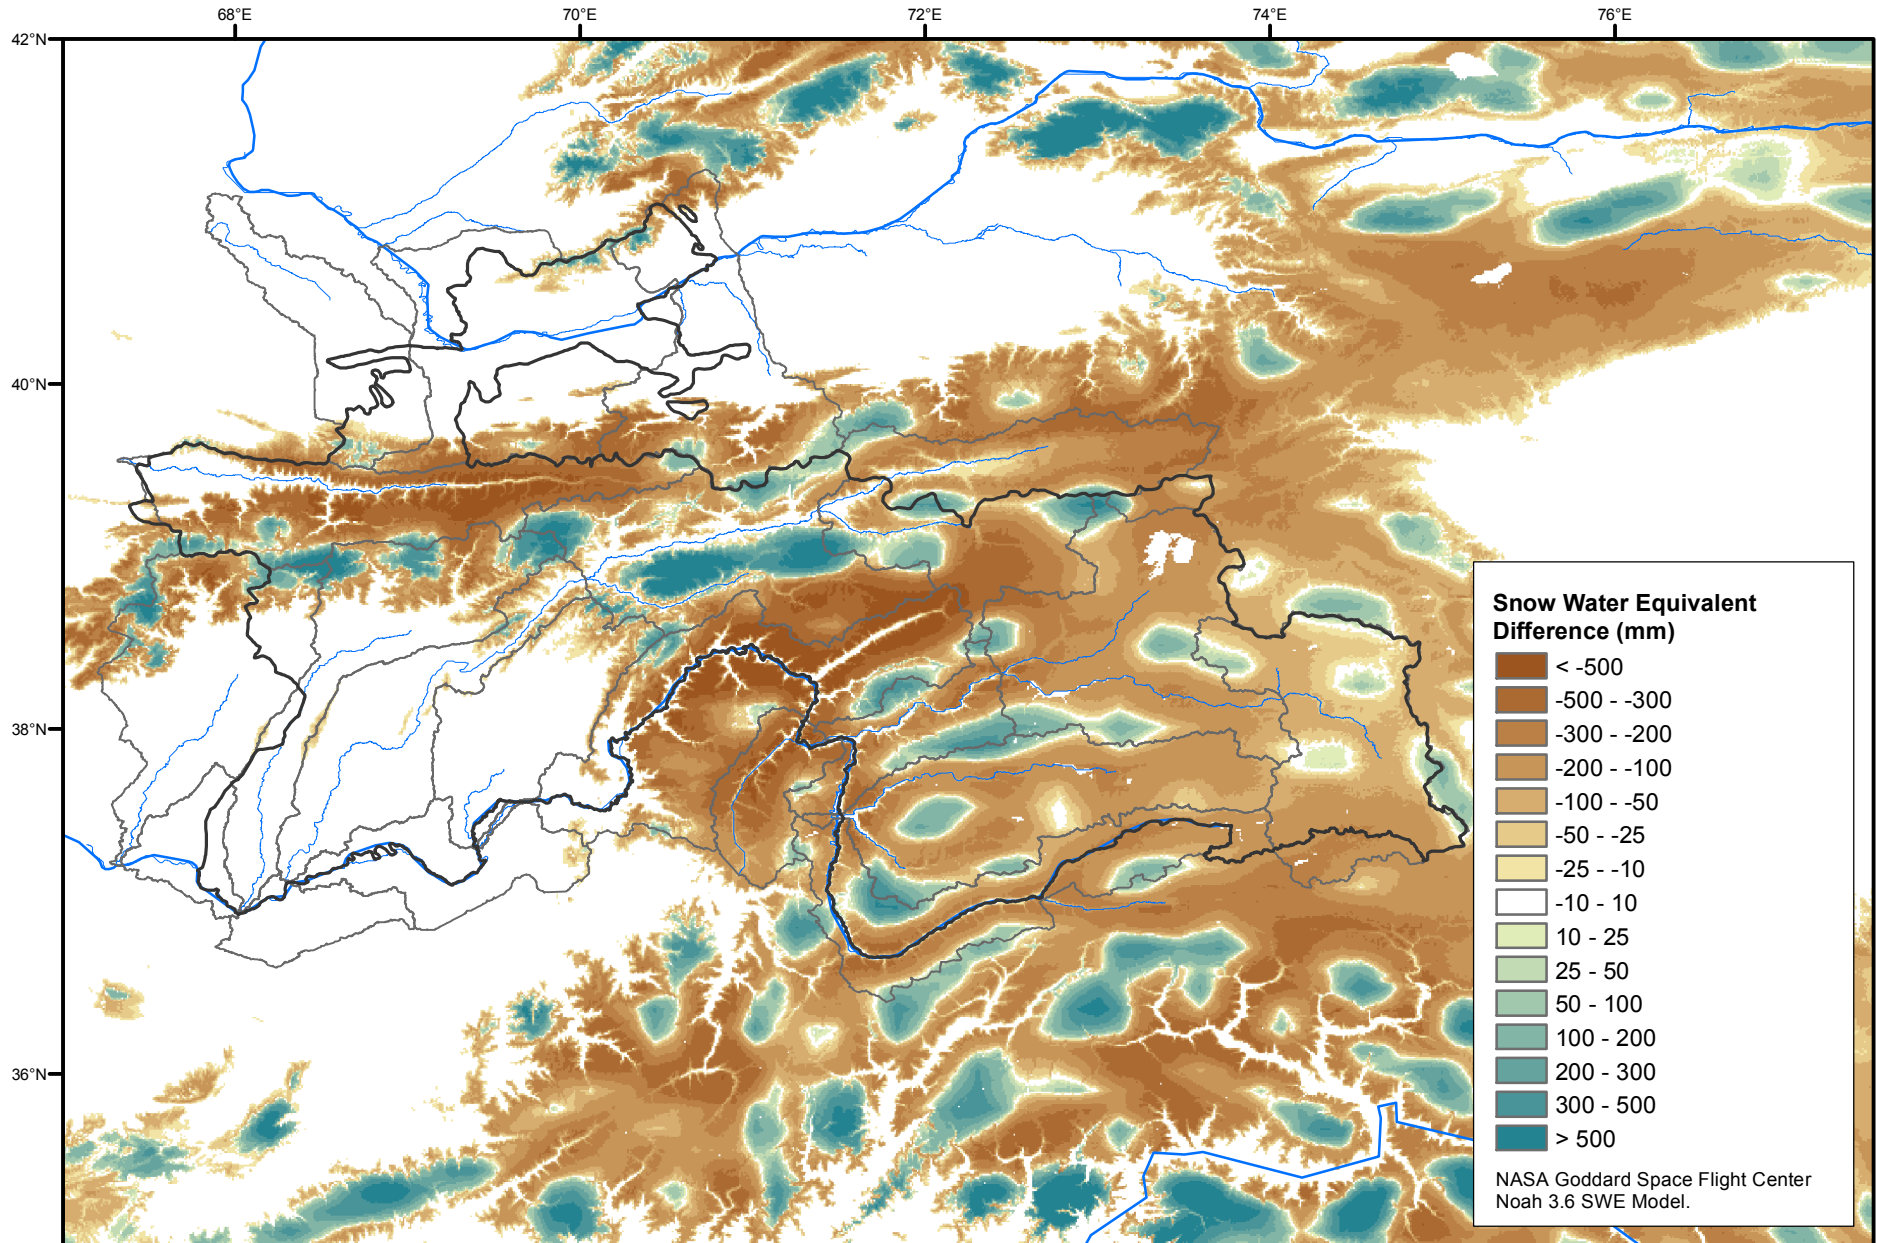 68°E 70°E 72°E 74°E 76°E
42°N
40°N
38°N
36°N
Snow Water Equivalent
Difference (mm)
< -500
-500 - -300
-300 - -200
-200 - -100
-100 - -50
-50 - -25
-25 - -10
-10 - 10
10 - 25
25 - 50
50 - 100
100 - 200
200 - 300
300 - 500
> 500
NASA Goddard Space Flight Center
Noah 3.6 SWE Model.